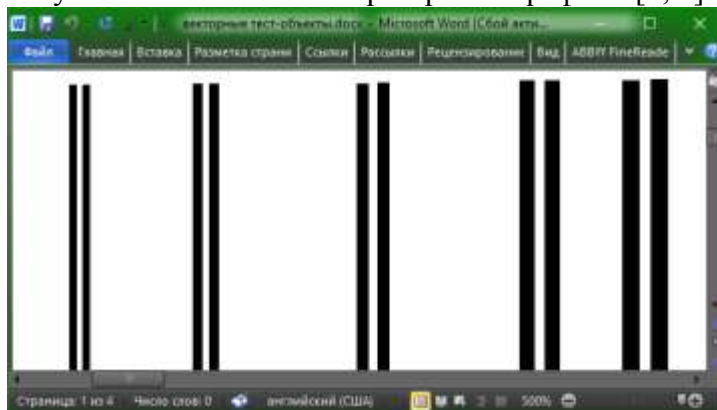 векторные тест-объекты.docx - Microsoft Word (Сбой акти...
Файл Главная Вставка Разметка страни Ссылки Рассылки Рецензировании Вид ABBYY FineReade
Страница: 1 из 4 Число слов: 0 английский (США) 500%